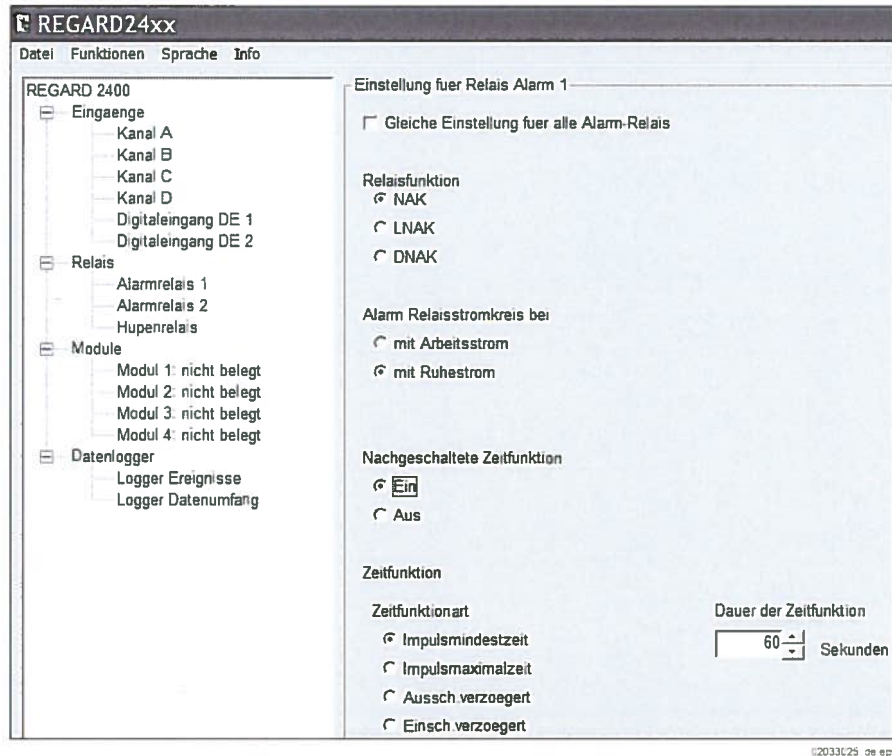 REGARD24xx
Datei Funktionen Sprache Info
REGARD 2400
Eingaenge
Kanal A
Kanal B
Kanal C
Kanal D
Digitaleingang DE 1
Digitaleingang DE 2
Relais
Alarmrelais 1
Alarmrelais 2
Hupenrelais
Module
Modul 1: nicht belegt
Modul 2: nicht belegt
Modul 3: nicht belegt
Modul 4: nicht belegt
Datenlogger
Logger Ereignisse
Logger Datenumfang
Einstellung fuer Relais Alarm 1
Gleiche Einstellung fuer alle Alarm-Relais
Relaisfunktion
NAK
LNAK
DNAK
Alarm Relaisstromkreis bei
mit Arbeitsstrom
mit Ruhestrom
Nachgeschaltete Zeitfunktion
Ein
Aus
Zeitfunktion
Zeitfunktionart
Impulsmindestzeit
Impulsmaximalzeit
Aussch.verzoegert
Einsch.verzoegert
Dauer der Zeitfunktion
60 Sekunden